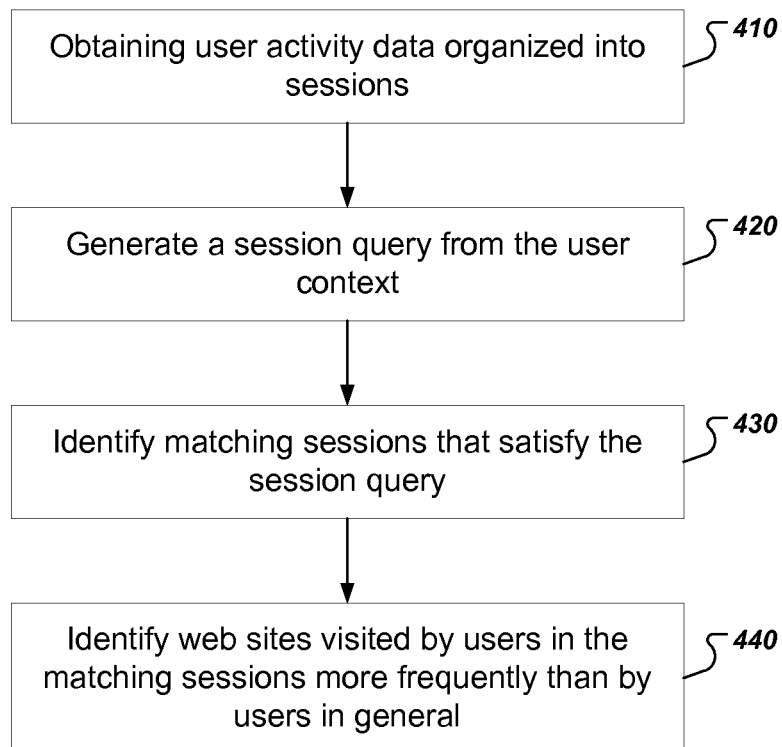 Obtaining user activity data organized into
sessions
410
Generate a session query from the user
context
420
Identify matching sessions that satisfy the
session query
430
Identify web sites visited by users in the
matching sessions more frequently than by
users in general
440